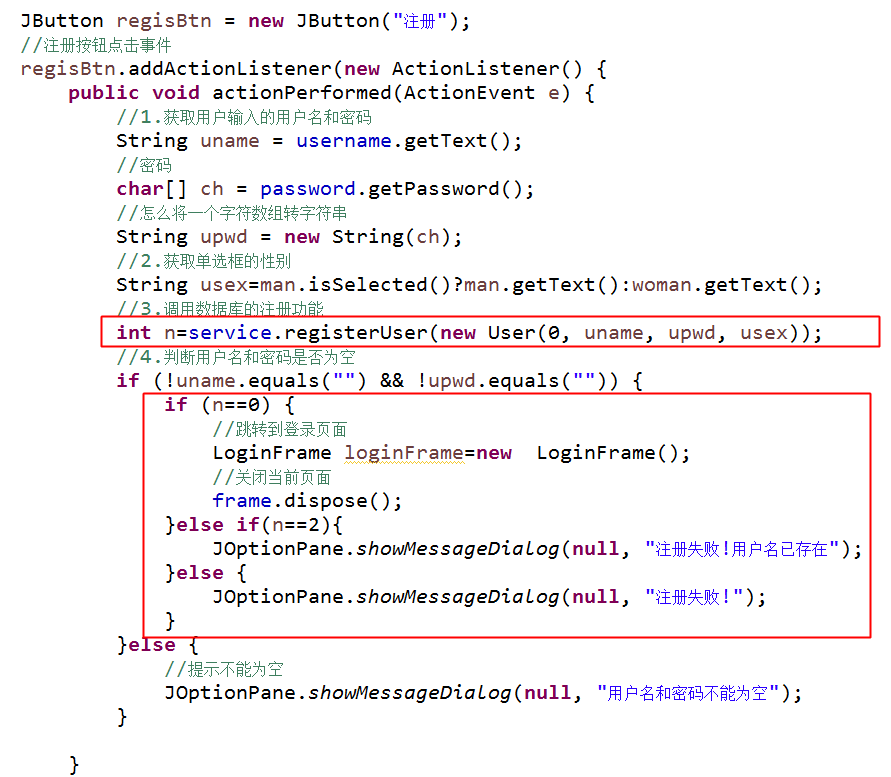 JButton regisBtn = new JButton("注册");
//注册按钮点击事件
regisBtn.addActionListener(new ActionListener() {
    public void actionPerformed(ActionEvent e) {
        //1.获取用户输入的用户名和密码
        String uname = username.getText();
        //密码
        char[] ch = password.getPassword();
        //怎么将一个字符数组转字符串
        String upwd = new String(ch);
        //2.获取单选框的性别
        String usex=man.isSelected()?man.getText():woman.getText();
        //3.调用数据库的注册功能
        int n=service.registerUser(new User(0, uname, upwd, usex));
        //4.判断用户名和密码是否为空
        if (!uname.equals("") && !upwd.equals("")) {
            if (n==0) {
                //跳转到登录页面
                LoginFrame loginFrame=new  LoginFrame();
                //关闭当前页面
                frame.dispose();
            }else if(n==2){
                JOptionPane.showMessageDialog(null, "注册失败!用户名已存在");
            }else {
                JOptionPane.showMessageDialog(null, "注册失败!");
            }
        }else {
            //提示不能为空
            JOptionPane.showMessageDialog(null, "用户名和密码不能为空");
        }
    }